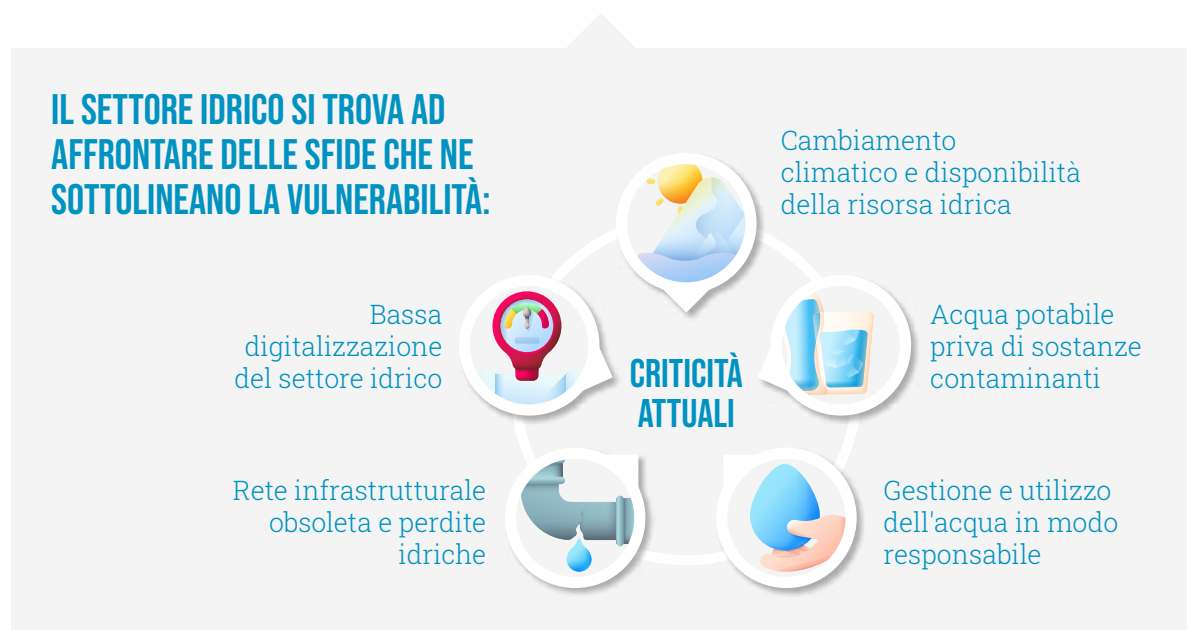 IL SETTORE IDRICO SI TROVA AD
AFFRONTARE DELLE SFIDE CHE NE
SOTTOLINEANO LA VULNERABILITÀ:
Cambiamento
climatico e disponibilità
della risorsa idrica
Acqua potabile
priva di sostanze
contaminanti
Gestione e utilizzo
dell'acqua in modo
responsabile
Rete infrastrutturale
obsoleta e perdite
idriche
Bassa
digitalizzazione
del settore idrico
CRITICITÀ
ATTUALI